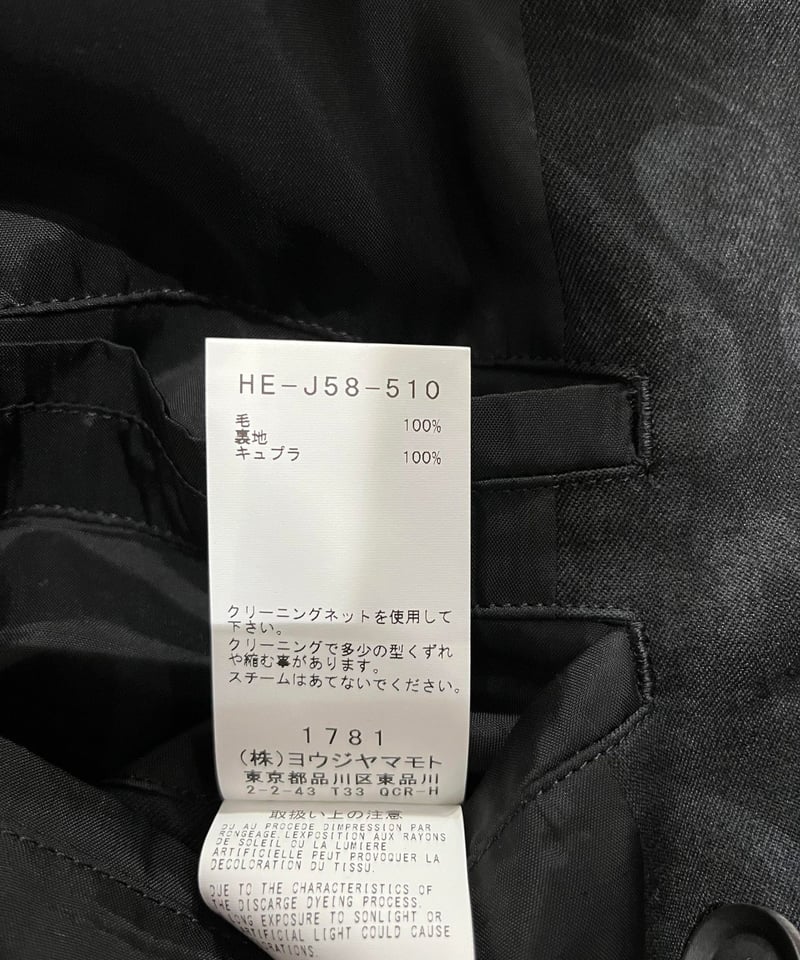 HE-J58-510
毛 100%
裏地
キュプラ 100%
クリーニングネットを使用して
下さい。
クリーニングで多少の型くずれ
や縮む事があります。
スチームはあてないでください。
1781
(株)ヨウジヤマモト
東京都品川区東品川
2-2-43 T33 QCR-H
取扱い上の注意
DU AU PROCEDE DIMPRESSION PAR
RONGEAGE. LEXPOSITION AUX RAYONS
DE SOLEIL OU LA LUMIERE
ARTIFICIELLE PEUT PROVOQUER LA
DECOLORATION DU TISSU.
DUE TO THE CHARACTERISTICS OF
THE DISCARGE DYEING PROCESS.
LONG EXPOSURE TO SONLIGHT OR
LIGHT COULD CAUSE